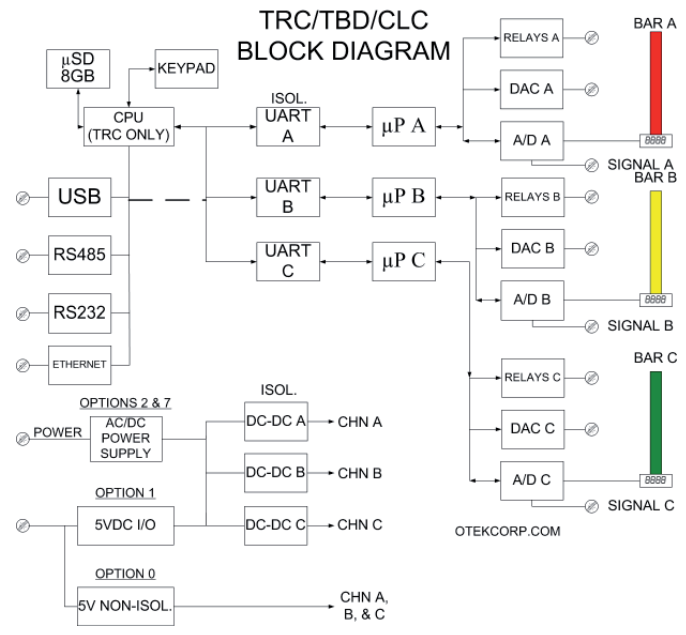 TRC/TBD/CLC
BLOCK DIAGRAM
BAR A
µSD
8GB
KEYPAD
RELAYS A
ISOL.
CPU
(TRC ONLY)
UART
A
µP A
DAC A
A/D A
8888
SIGNAL A
BAR B
USB
UART
B
µP B
RELAYS B
RS485
UART
C
µP C
DAC B
RS232
A/D B
8888
SIGNAL B
ETHERNET
BAR C
OPTIONS 2 & 7
ISOL.
RELAYS C
POWER
AC/DC
POWER
SUPPLY
DC-DC A
CHN A
DAC C
DC-DC B
CHN B
A/D C
8888
OPTION 1
SIGNAL C
5VDC I/O
DC-DC C
CHN C
OTEKCORP.COM
OPTION 0
5V NON-ISOL.
CHN A,
B, & C